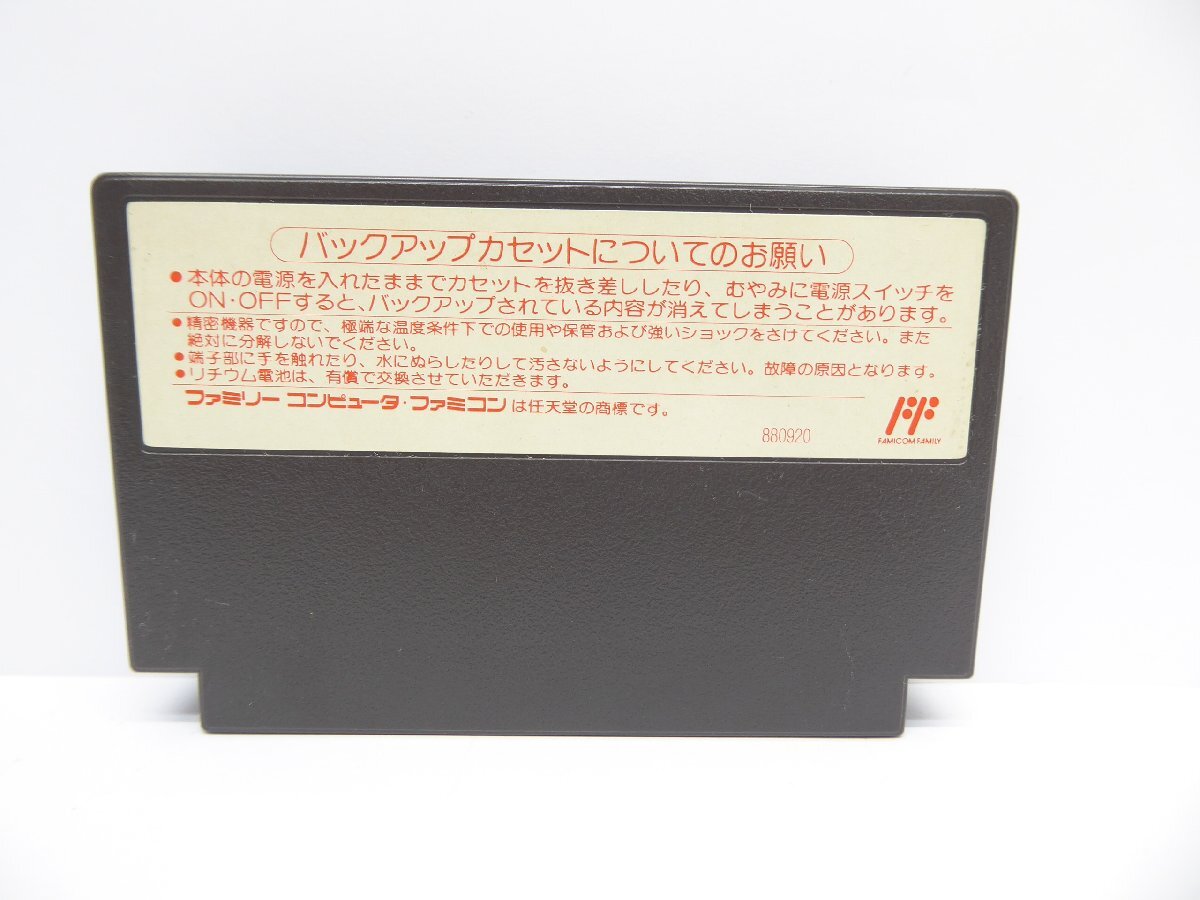 バックアップカセットについてのお願い
●本体の電源を入れたままでカセットを抜き差ししたり、むやみに電源スイッチを
ON・OFFすると、バックアップされている内容が消えてしまうことがあります。
●精密機器ですので、極端な温度条件下での使用や保管および強いショックをさけてください。また
絶対に分解しないでください。
●端子部に手を触れたり、水にぬらしたりして汚さないようにしてください。故障の原因となります。
●リチウム電池は、有償で交換させていただきます。
ファミリー コンピュータ・ファミコン は任天堂の商標です。
880920
FAMICOM FAMILY